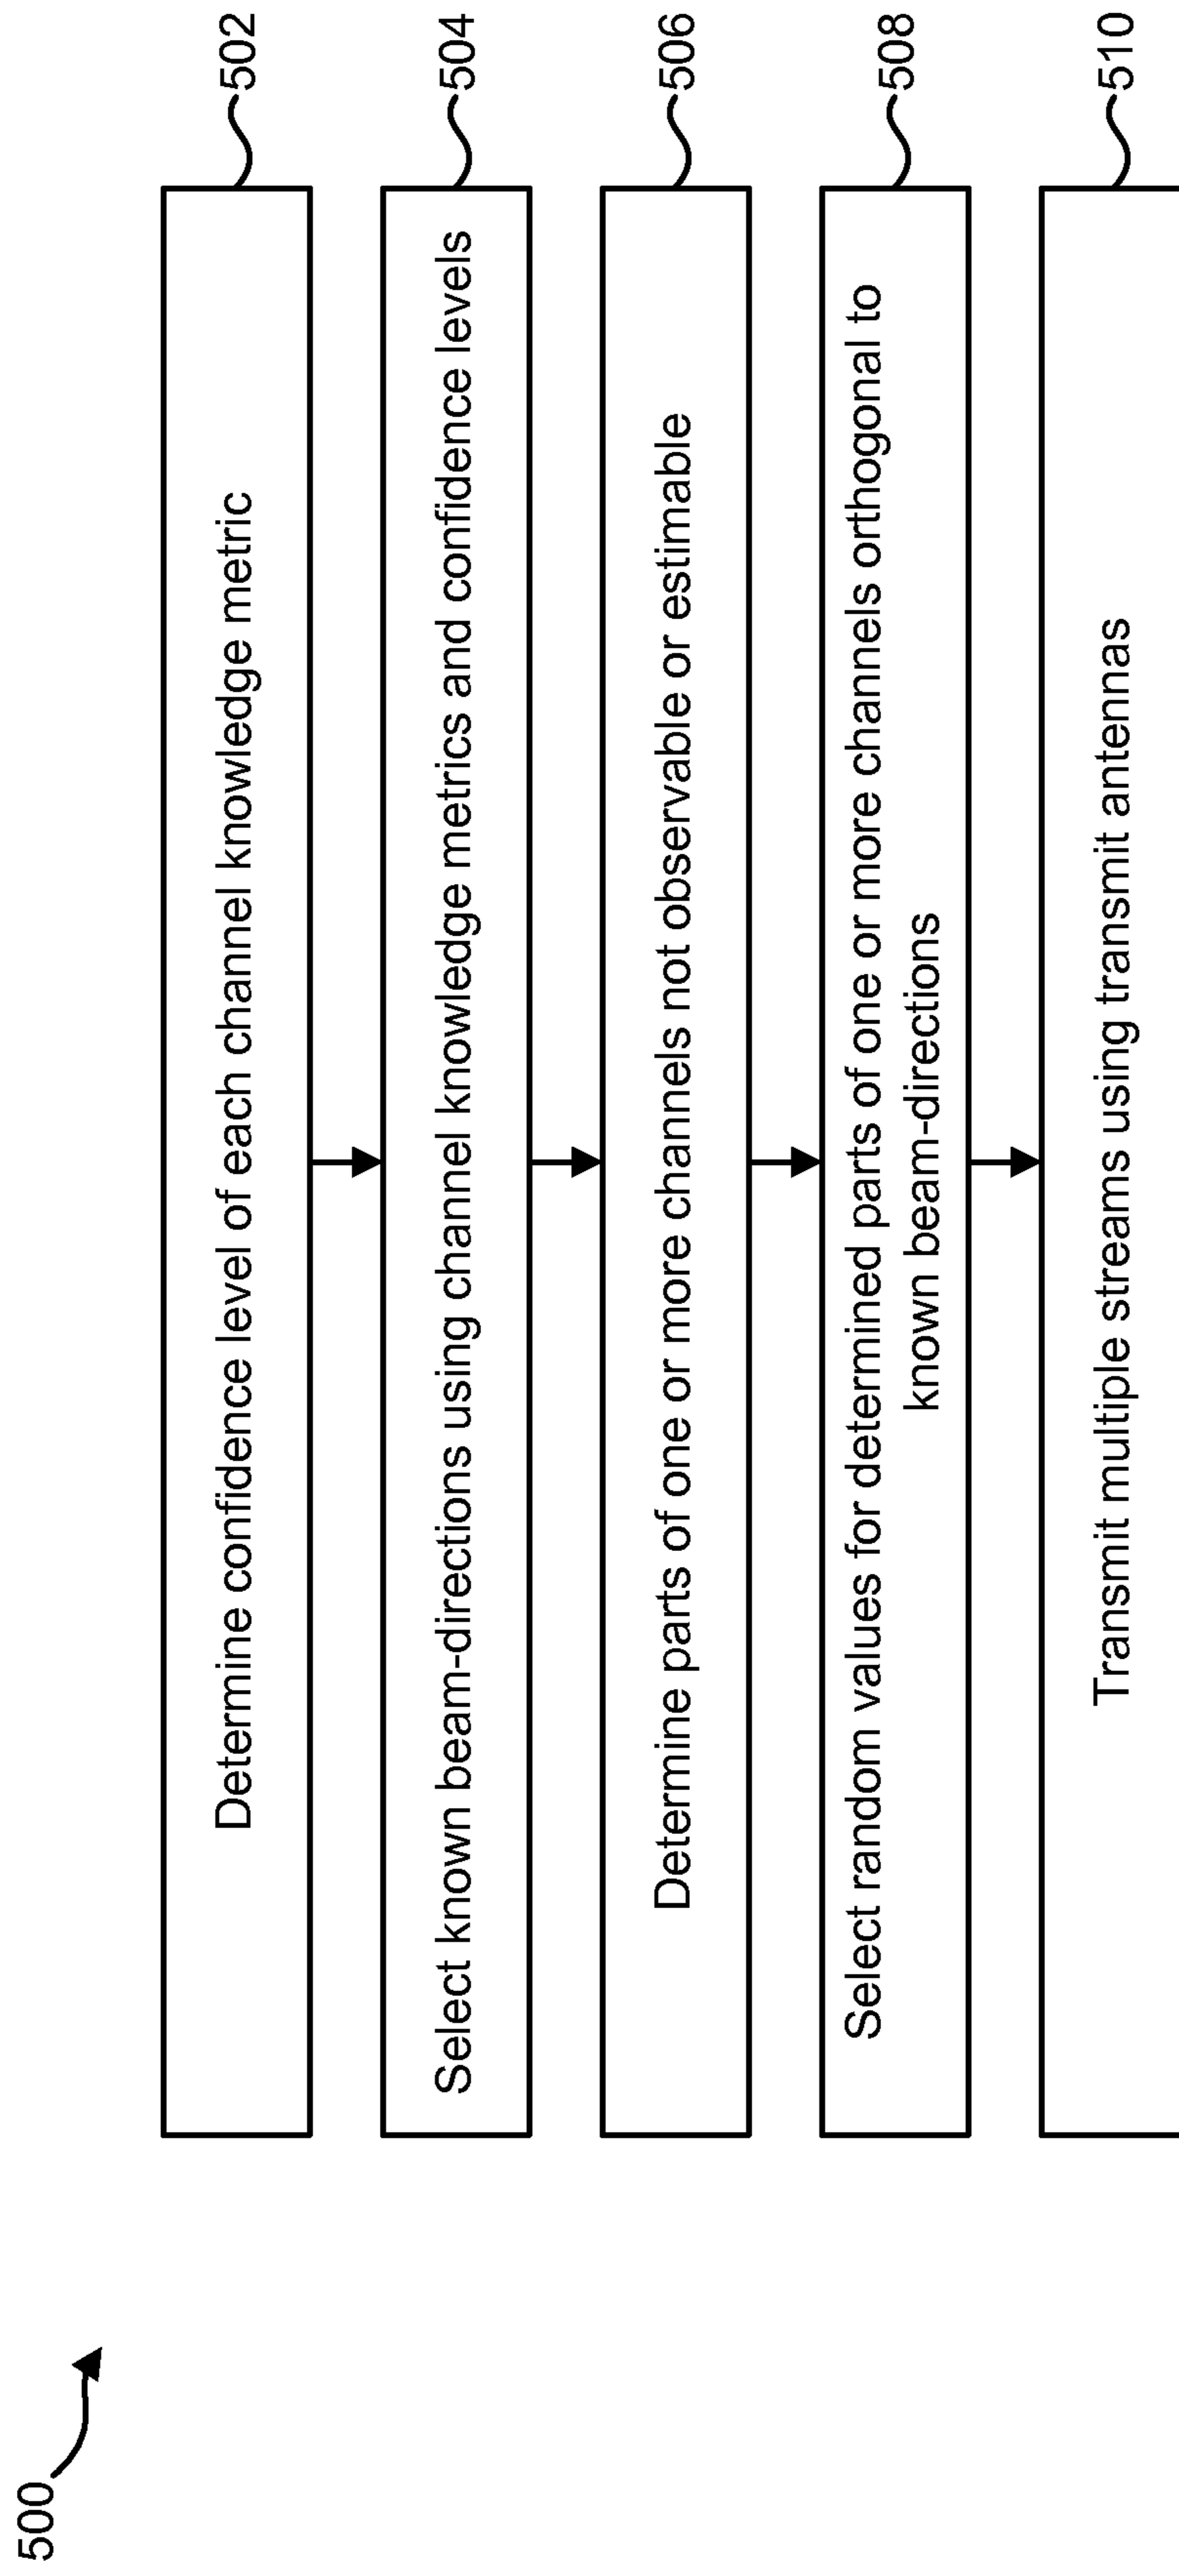 500
Determine confidence level of each channel knowledge metric
502
Select known beam-directions using channel knowledge metrics and confidence levels
504
Determine parts of one or more channels not observable or estimable
506
Select random values for determined parts of one or more channels orthogonal to
known beam-directions
508
Transmit multiple streams using transmit antennas
510